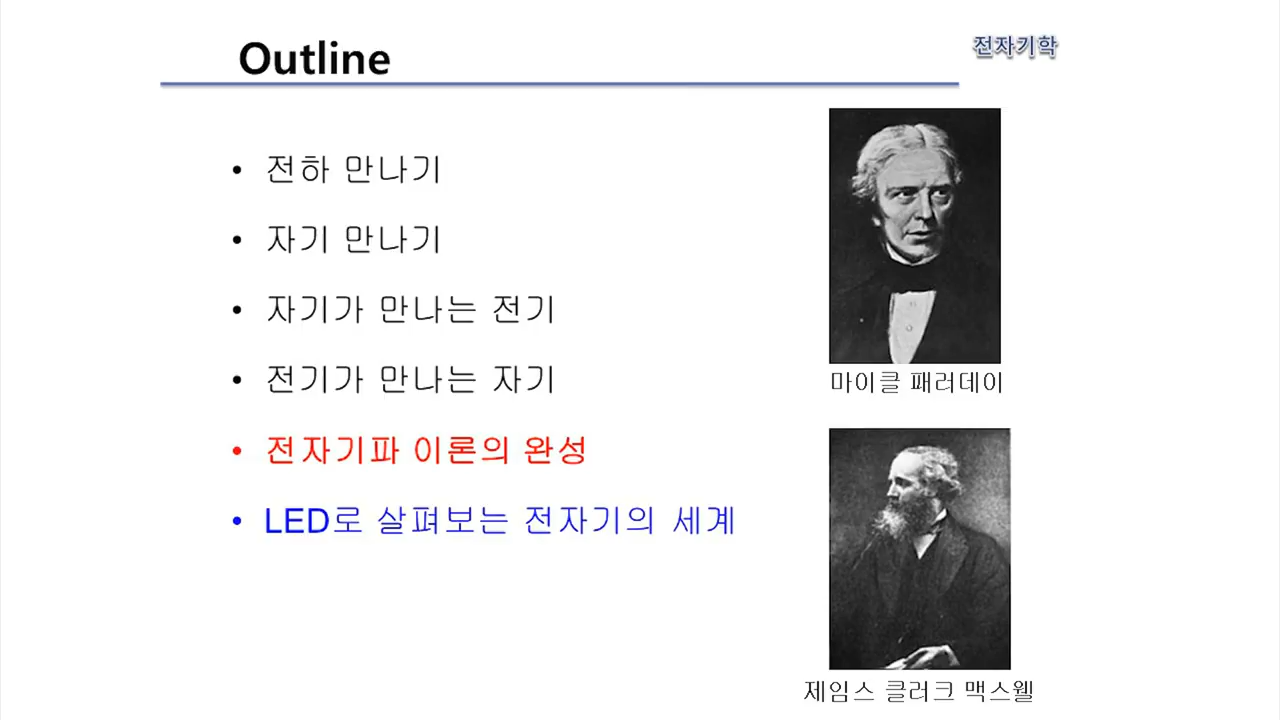 Outline
전자기학
• 전하 만나기
• 자기 만나기
• 자기가 만나는 전기
• 전기가 만나는 자기
• 전자기파 이론의 완성
• LED로 살펴보는 전자기의 세계
마이클 패러데이
제임스 클러크 맥스웰